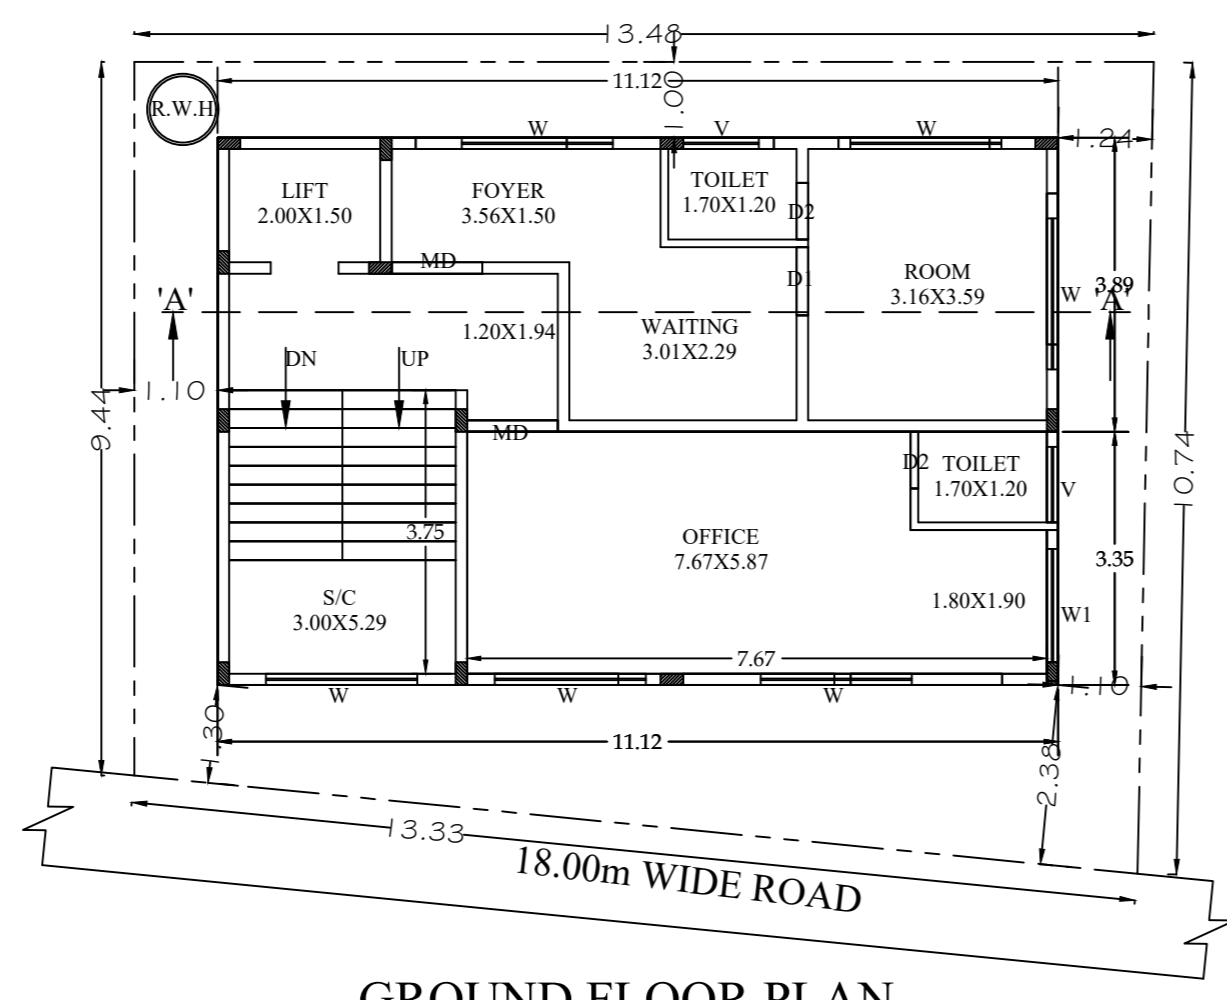 13.48
11.12
1.00
R.W.H
W
V
W
1.24
LIFT
2.00X1.50
FOYER
3.56X1.50
TOILET
1.70X1.20
D2
MD
D1
ROOM
3.16X3.59
W
3.89
'A'
'A'
1.20X1.94
WAITING
3.01X2.29
DN
UP
1.10
9.44
MD
D2
TOILET
1.70X1.20
V
10.74
3.75
OFFICE
7.67X5.87
3.35
S/C
3.00X5.29
1.80X1.90
W1
7.67
W
W
W
1.10
1.30
11.12
2.38
13.33
18.00m WIDE ROAD
GROUND FLOOR PLAN